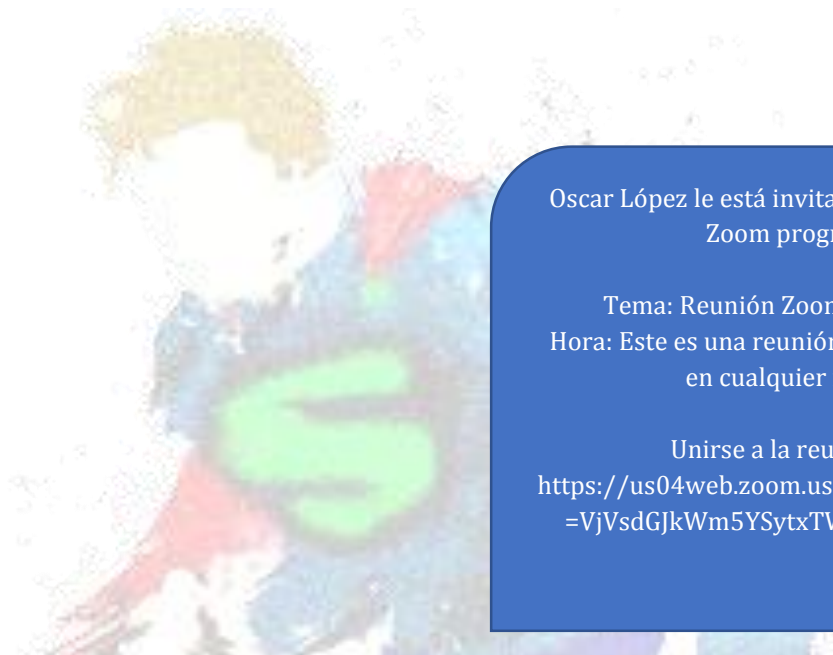 Oscar López le está invita
Zoom progr
Tema: Reunión Zoon
Hora: Este es una reunión
en cualquier
Unirse a la reu
https://us04web.zoom.us
=VjVsdGJkWm5YSytxTV